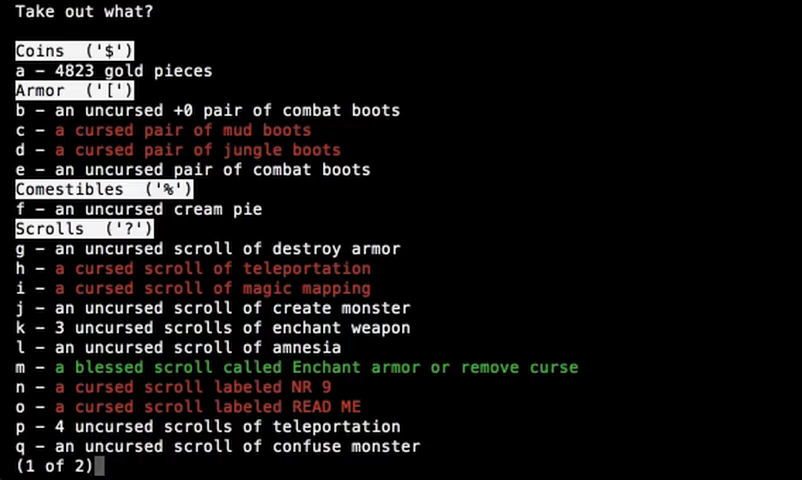 Take out what?
Coins ('$')
a - 4823 gold pieces
Armor ('[')
b - an uncursed +0 pair of combat boots
c - a cursed pair of mud boots
d - a cursed pair of jungle boots
e - an uncursed pair of combat boots
Comestibles ('%')
f - an uncursed cream pie
Scrolls ('?')
g - an uncursed scroll of destroy armor
h - a cursed scroll of teleportation
i - a cursed scroll of magic mapping
j - an uncursed scroll of create monster
k - 3 uncursed scrolls of enchant weapon
l - an uncursed scroll of amnesia
m - a blessed scroll called Enchant armor or remove curse
n - a cursed scroll labeled NR 9
o - a cursed scroll labeled READ ME
p - 4 uncursed scrolls of teleportation
q - an uncursed scroll of confuse monster
(1 of 2)